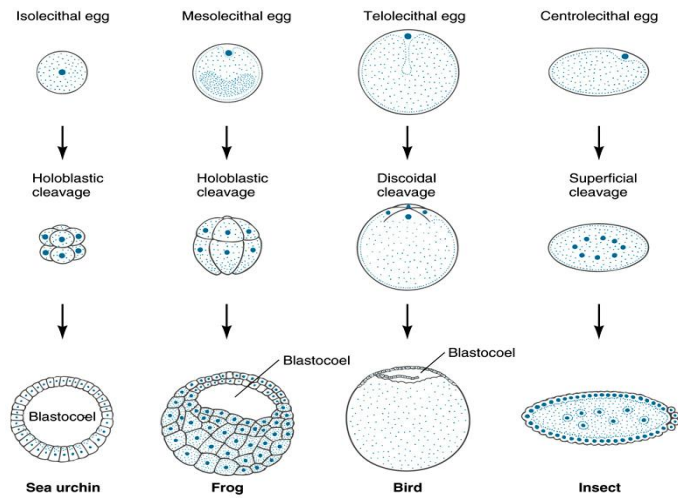 Isolecithal egg
Mesolecithal egg
Telolecithal egg
Centrolecithal egg
Holoblastic
cleavage
Holoblastic
cleavage
Discoidal
cleavage
Superficial
cleavage
Blastocoel
Blastocoel
Blastocoel
Sea urchin
Frog
Bird
Insect